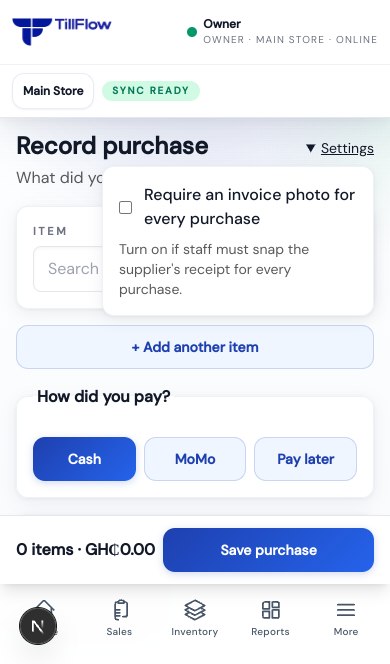 TillFlow
Owner
OWNER · MAIN STORE · ONLINE
Main Store
SYNC READY
Record purchase
▼ Settings
What did yo
Require an invoice photo for
every purchase
Turn on if staff must snap the
supplier's receipt for every
purchase.
ITEM
Search
+ Add another item
How did you pay?
Cash
MoMo
Pay later
0 items · GH₵0.00
Save purchase
N
Sales
Inventory
Reports
More